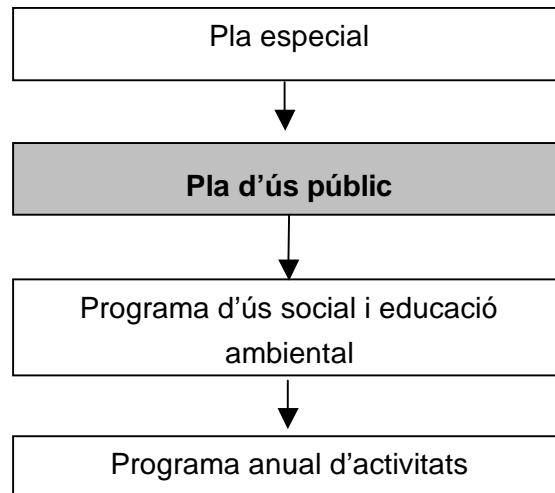 Pla especial
Pla d'ús públic
Programa d'ús social i educació
ambiental
Programa anual d'activitats